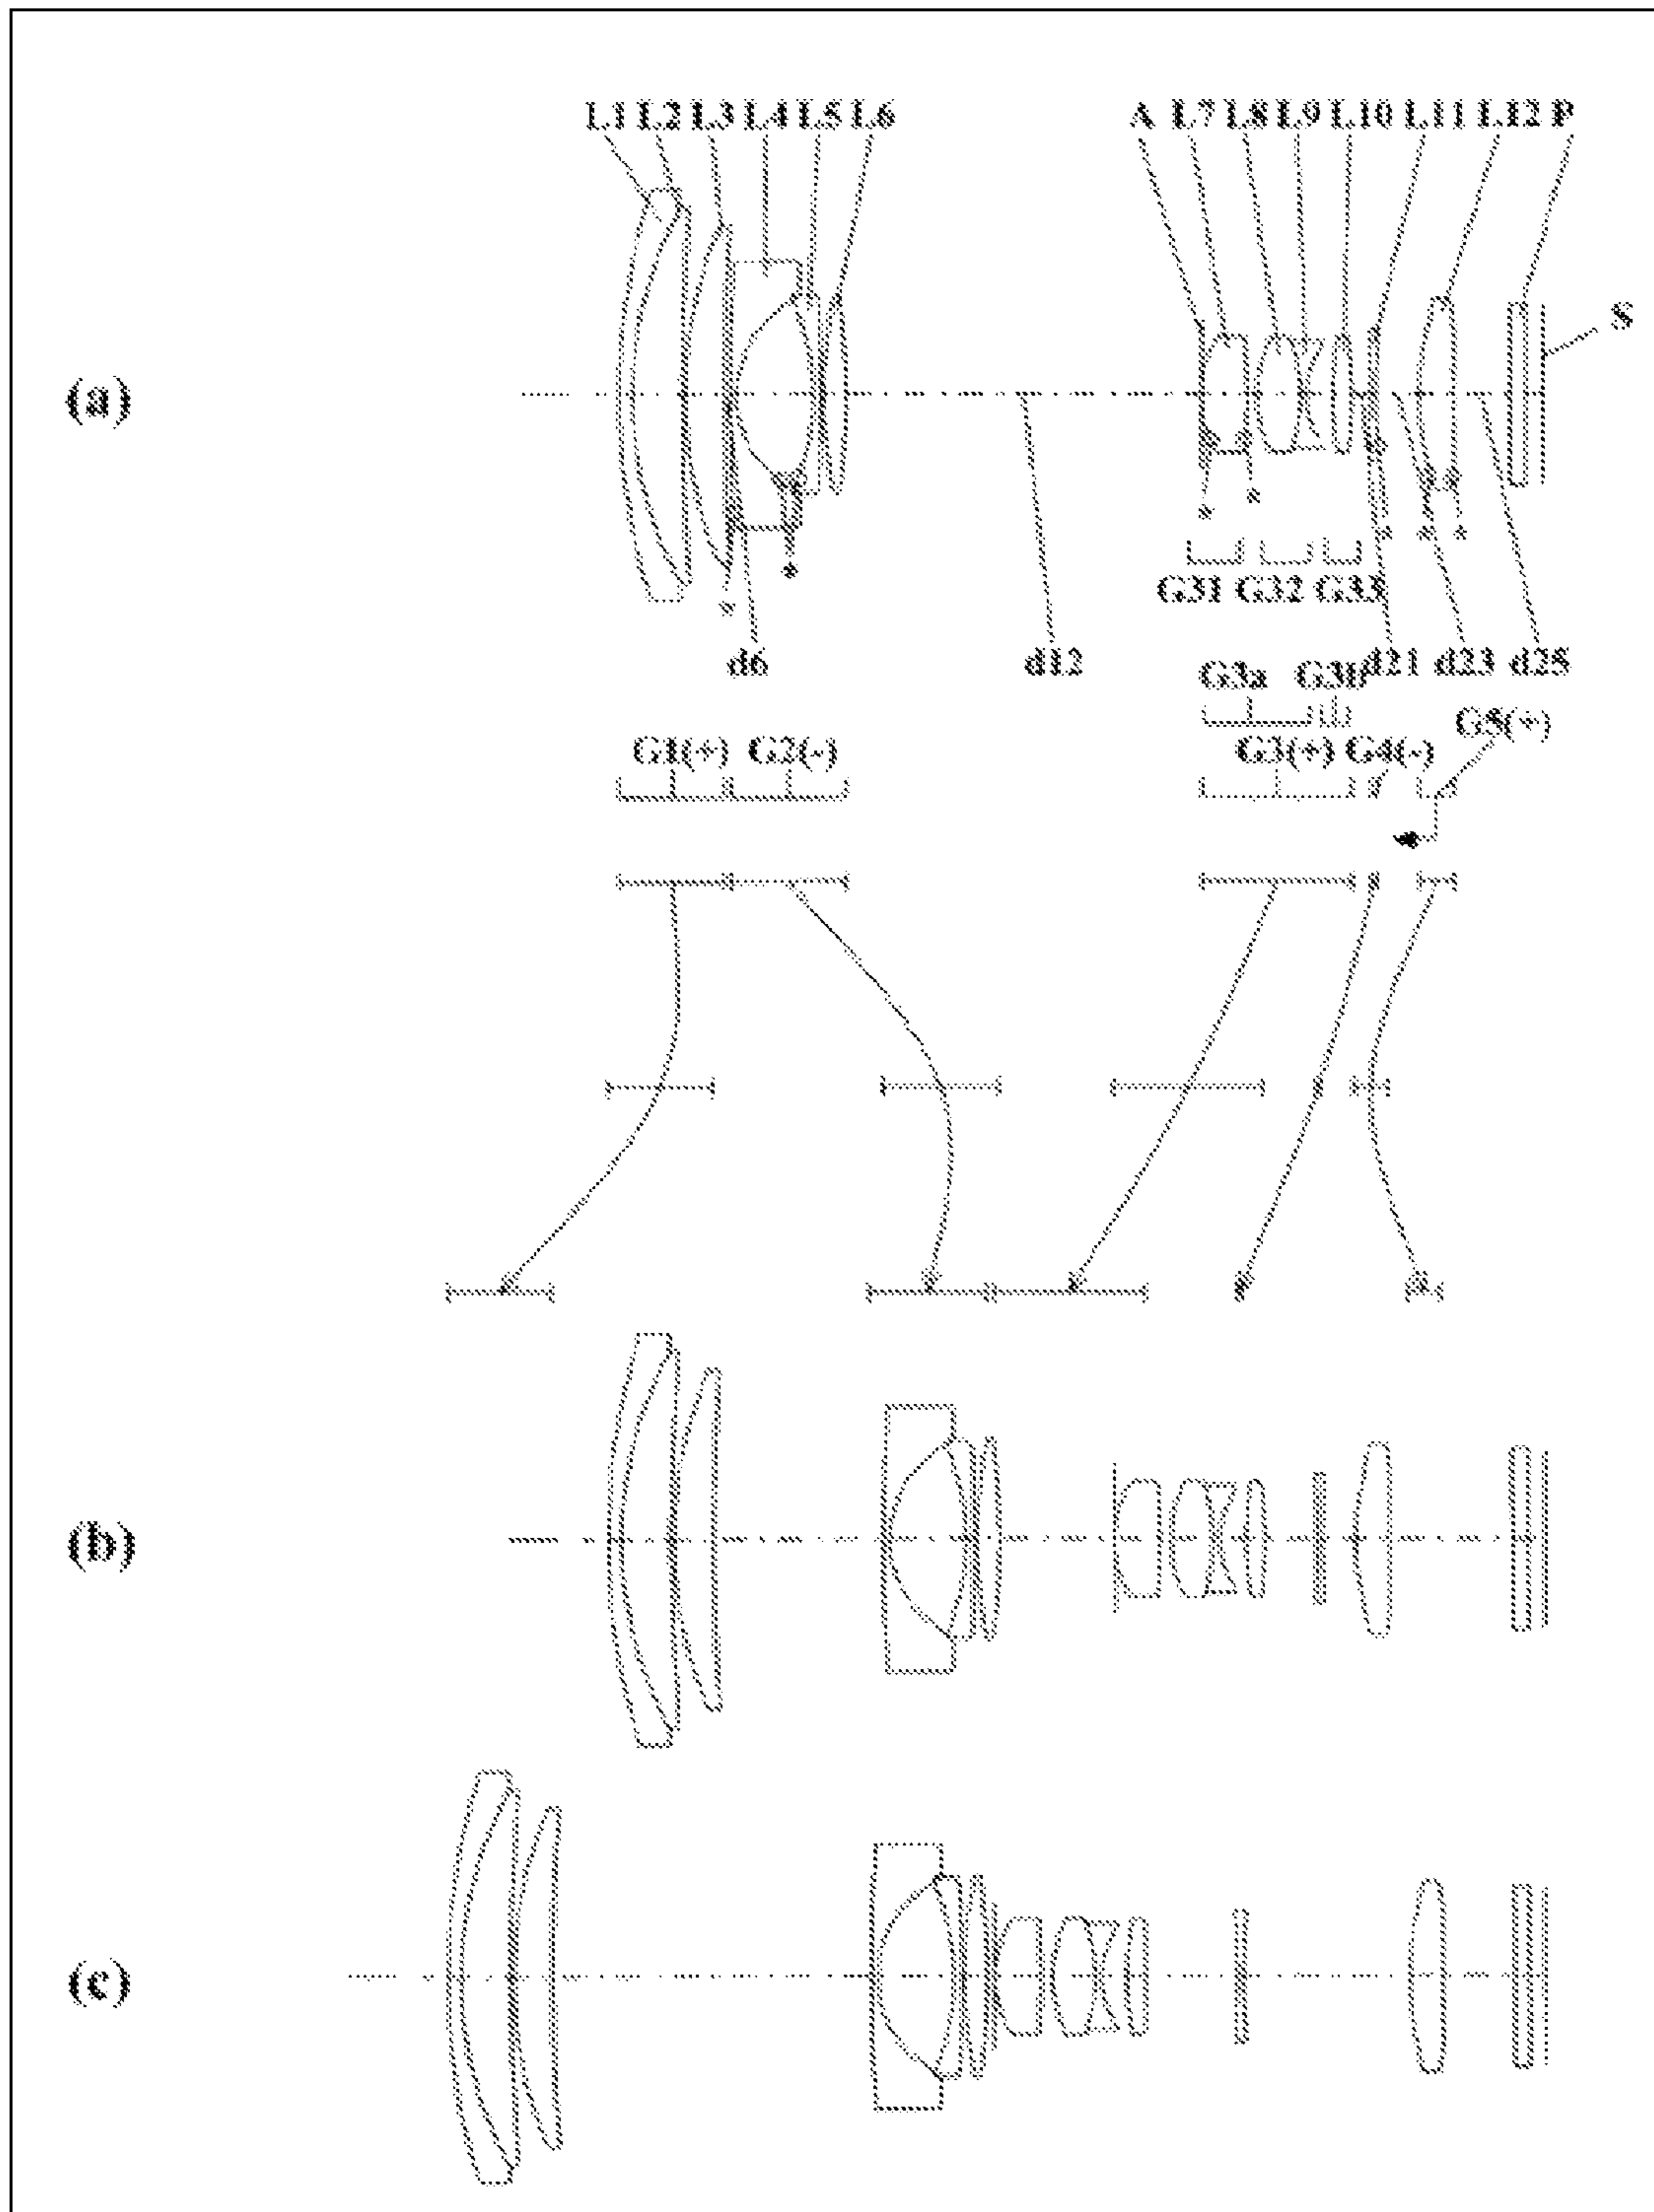 L1 L2 L3 L4 L5 L6 A L7 L8 L9 L10 L11 L12 P
S
(a)
* * * * * * *
G31 G32 G33
d6 d12 d21 d23 d25
G3a G3b
G5(+)
G1(+) G2(-) G3(+) G4(-)
(b)
(c)